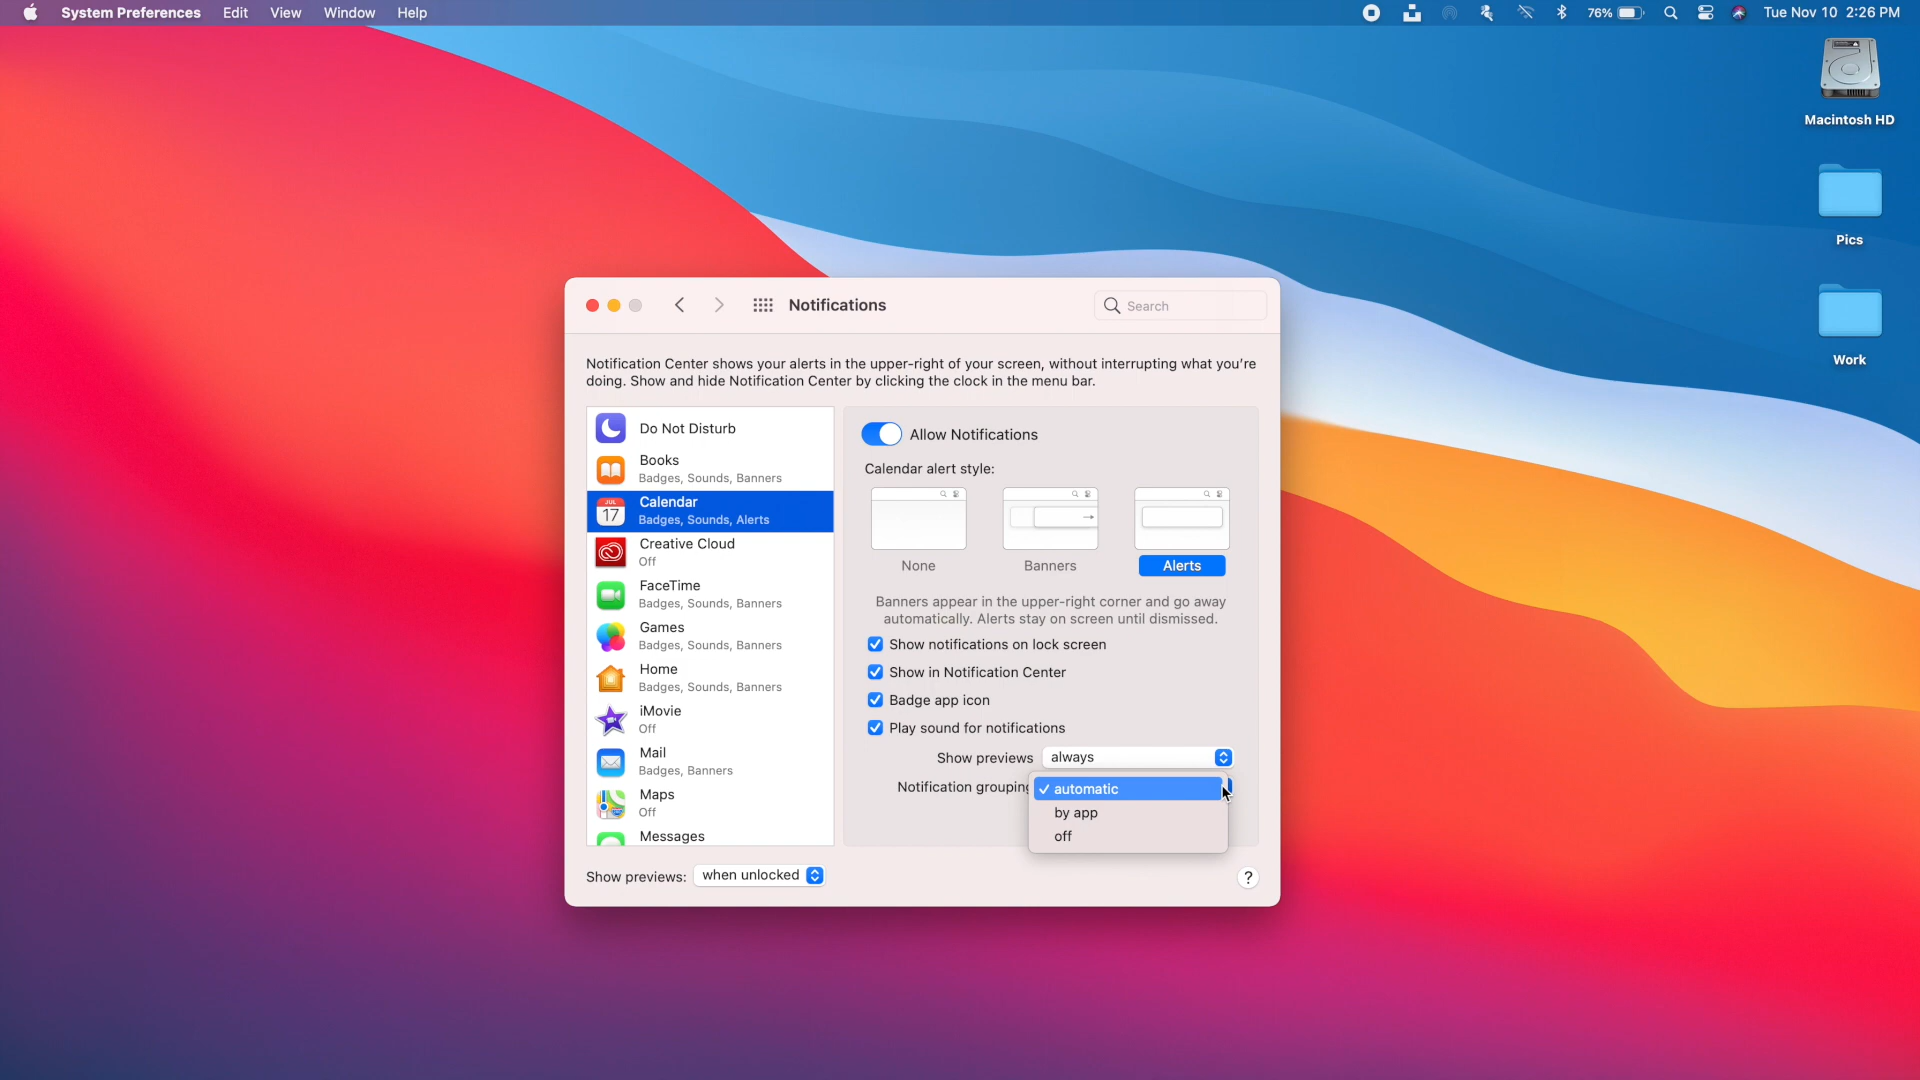 System Preferences Edit View Window Help
76% Tue Nov 10 2:26 PM
Macintosh HD
Pics
Work
Notifications
Search
Notification Center shows your alerts in the upper-right of your screen, without interrupting what you're
doing. Show and hide Notification Center by clicking the clock in the menu bar.
Do Not Disturb
Books
Badges, Sounds, Banners
JUL
17
Calendar
Badges, Sounds, Alerts
Creative Cloud
Off
FaceTime
Badges, Sounds, Banners
Games
Badges, Sounds, Banners
Home
Badges, Sounds, Banners
iMovie
Off
Mail
Badges, Banners
Maps
Off
Messages
Allow Notifications
Calendar alert style:
None Banners Alerts
Banners appear in the upper-right corner and go away
automatically. Alerts stay on screen until dismissed.
Show notifications on lock screen
Show in Notification Center
Badge app icon
Play sound for notifications
Show previews always
Notification grouping automatic
by app
off
Show previews: when unlocked ?